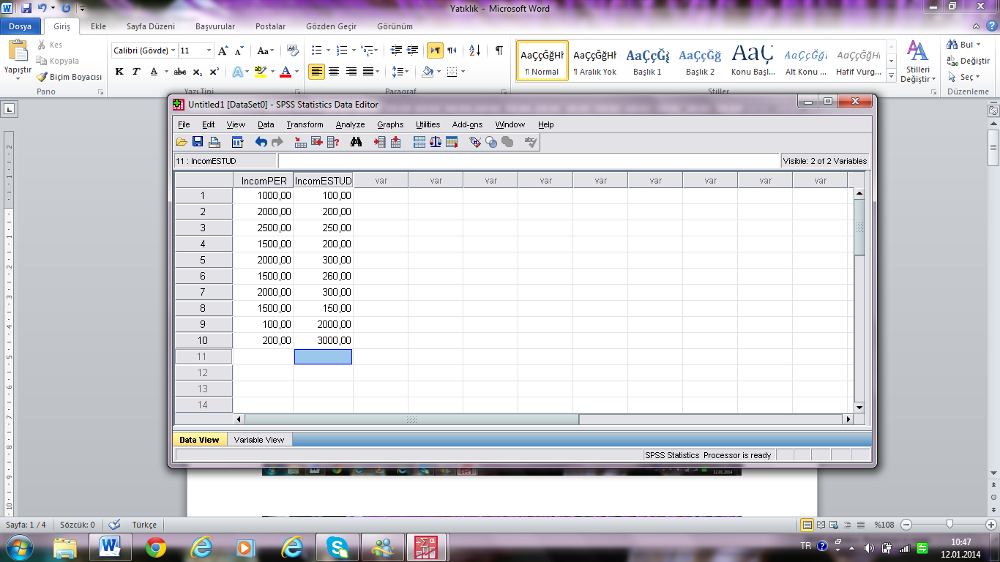 Yatıklık - Microsoft Word
Dosya Giriş Ekle Sayfa Düzeni Başvurular Postalar Gözden Geçir Görünüm
Yapıştır
Kes
Kopyala
Biçim Boyacısı
Pano
Calibri (Gövde) 11
K T A abc x₂ x²
Yazı Tipi
Paragraf
AaÇçĞğHł AaÇçĞğHł AaÇçĞğ AaÇçĞğ AaÇç AaÇçĞğHı AaÇçĞğHı
¶ Normal ¶ Aralık Yok Başlık 1 Başlık 2 Konu Başl... Alt Konu ... Hafif Vurg...
Stiller
Stilleri
Değiştir
Bul
Değiştir
Seç
Düzenleme
Untitled1 [DataSet0] - SPSS Statistics Data Editor
File Edit View Data Transform Analyze Graphs Utilities Add-ons Window Help
11 : IncomESTUD Visible: 2 of 2 Variables
IncomPER IncomESTUD var var var var var var var var var
1 1000,00 100,00
2 2000,00 200,00
3 2500,00 250,00
4 1500,00 200,00
5 2000,00 300,00
6 1500,00 260,00
7 2000,00 300,00
8 1500,00 150,00
9 100,00 2000,00
10 200,00 3000,00
11
12
13
14
Data View Variable View
SPSS Statistics Processor is ready
12.01.2014
Sayfa: 1 / 4 Sözcük: 0 Türkçe %108
TR 10:47
12.01.2014